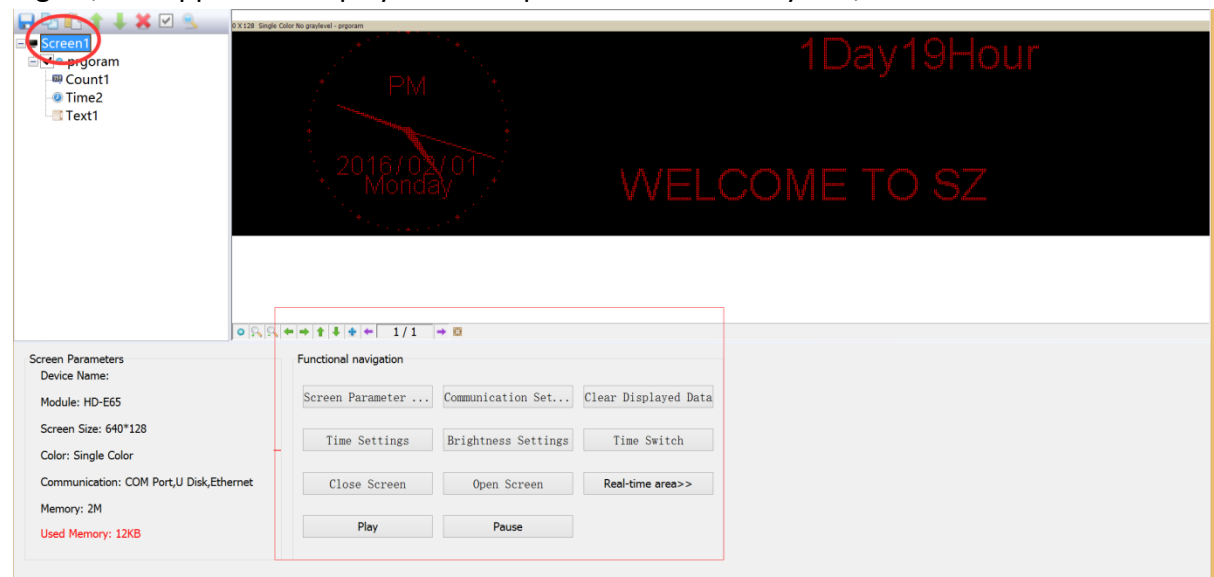 0 X 128 Single Color No graylevel - prgoram
Screen1
prgoram
Count1
Time2
Text1
1Day19Hour
PM
2016/02/01
Monday
WELCOME TO SZ
1 / 1
Screen Parameters
Device Name:
Module: HD-E65
Screen Size: 640*128
Color: Single Color
Communication: COM Port,U Disk,Ethernet
Memory: 2M
Used Memory: 12KB
Functional navigation
Screen Parameter ... Communication Set... Clear Displayed Data
Time Settings Brightness Settings Time Switch
Close Screen Open Screen Real-time area>>
Play Pause